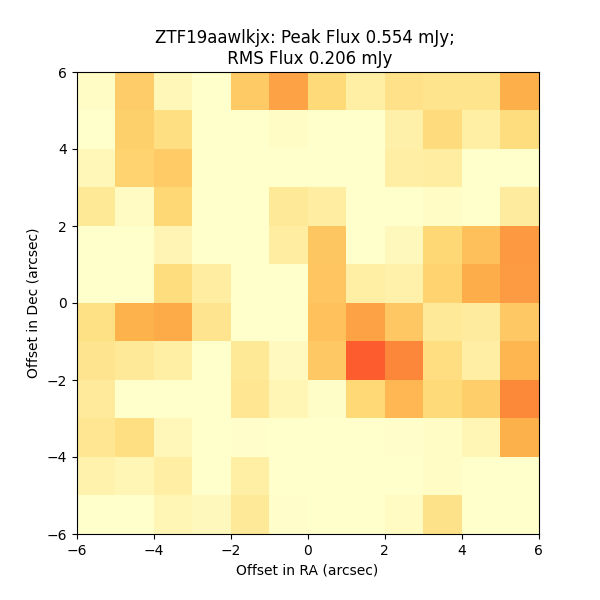 ZTF19aawlkjx: Peak Flux 0.554 mJy;
RMS Flux 0.206 mJy
6
4
2
0
−2
−4
−6
Offset in Dec (arcsec)
−6 −4 −2 0 2 4 6
Offset in RA (arcsec)